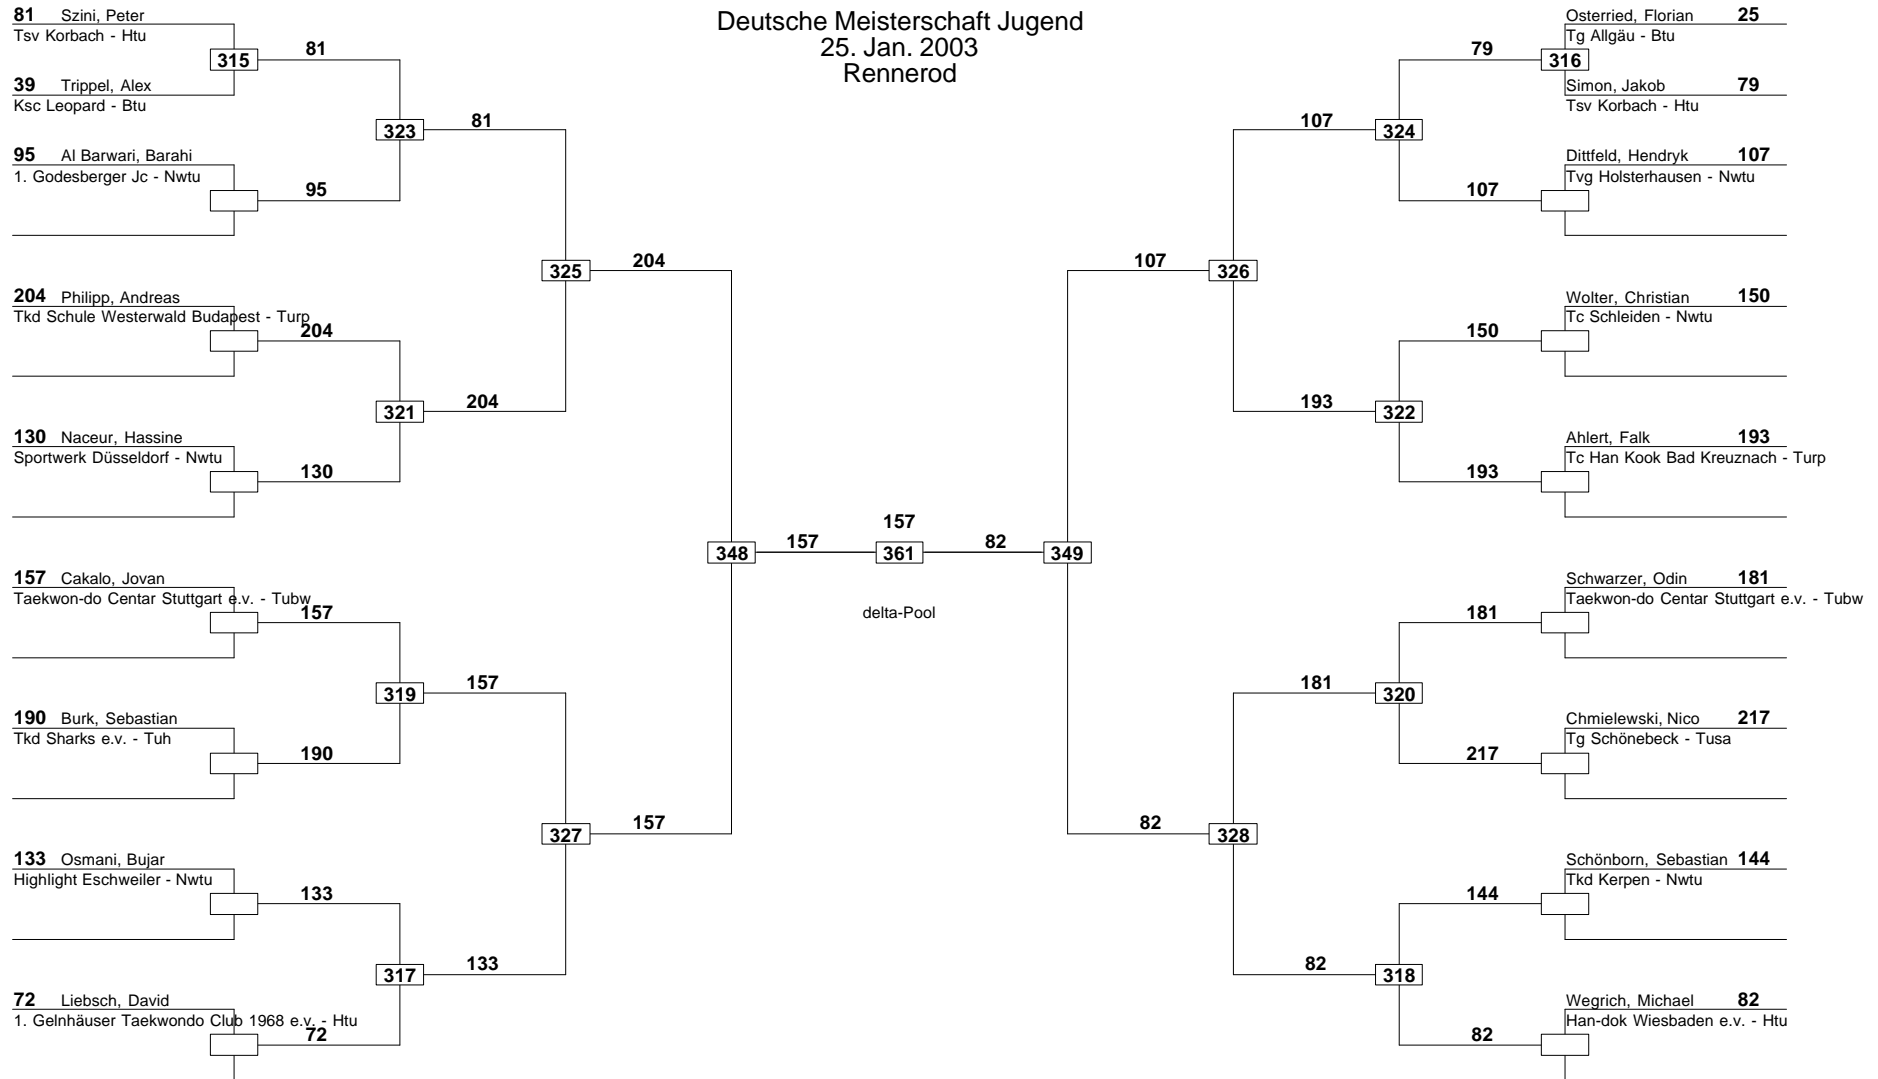 Deutsche Meisterschaft Jugend
25. Jan. 2003
Rennerod
81 Szini, Peter
Tsv Korbach - Htu
315
81
39 Trippel, Alex
Ksc Leopard - Btu
323
81
95 Al Barwari, Barahi
1. Godesberger Jc - Nwtu
95
325
204
204 Philipp, Andreas
Tkd Schule Westerwald Budapest - Turp
204
321
204
130 Naceur, Hassine
Sportwerk Düsseldorf - Nwtu
130
348
157
157 Cakalo, Jovan
Taekwon-do Centar Stuttgart e.v. - Tubw
157
319
157
190 Burk, Sebastian
Tkd Sharks e.v. - Tuh
190
327
157
133 Osmani, Bujar
Highlight Eschweiler - Nwtu
133
317
133
72 Liebsch, David
1. Gelnhäuser Taekwondo Club 1968 e.v. - Htu
72
157
361
delta-Pool
Osterried, Florian 25
Tg Allgäu - Btu
79
316
Simon, Jakob 79
Tsv Korbach - Htu
107
324
Dittfeld, Hendryk 107
Tvg Holsterhausen - Nwtu
107
107
326
Wolter, Christian 150
Tc Schleiden - Nwtu
150
193
322
Ahlert, Falk 193
Tc Han Kook Bad Kreuznach - Turp
193
82
349
Schwarzer, Odin 181
Taekwon-do Centar Stuttgart e.v. - Tubw
181
181
320
Chmielewski, Nico 217
Tg Schönebeck - Tusa
217
82
328
Schönborn, Sebastian 144
Tkd Kerpen - Nwtu
144
82
318
Wegrich, Michael 82
Han-dok Wiesbaden e.v. - Htu
82